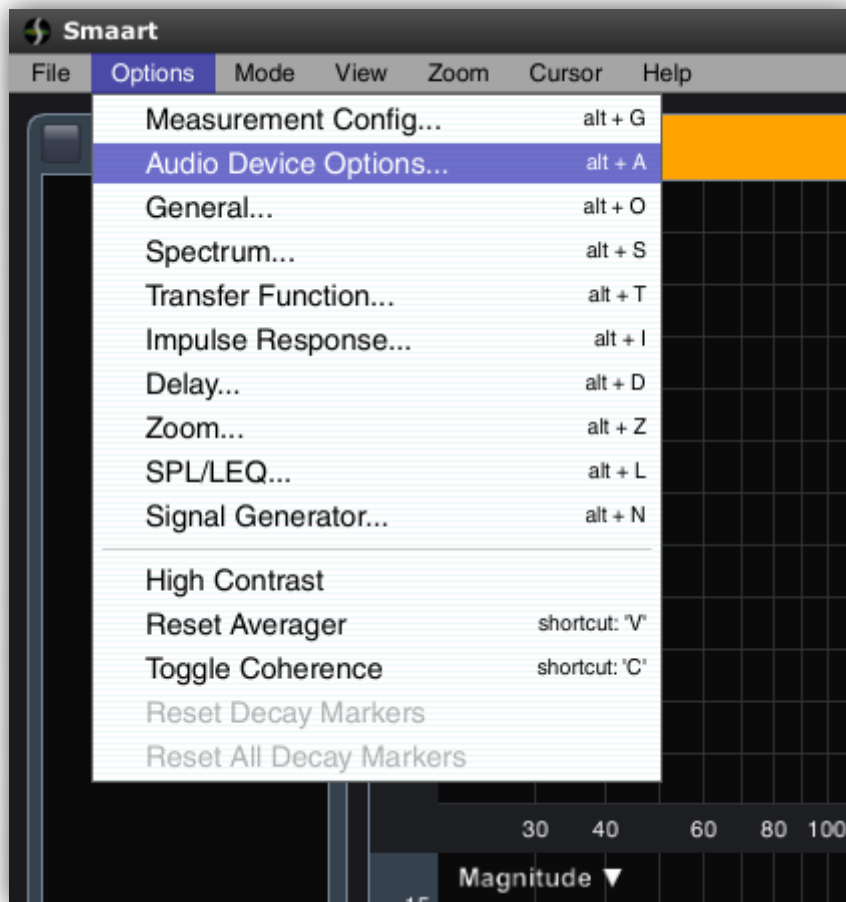 Smaart
File Options Mode View Zoom Cursor Help
Measurement Config... alt + G
Audio Device Options... alt + A
General... alt + O
Spectrum... alt + S
Transfer Function... alt + T
Impulse Response... alt + I
Delay... alt + D
Zoom... alt + Z
SPL/LEQ... alt + L
Signal Generator... alt + N
High Contrast
Reset Averager shortcut: 'V'
Toggle Coherence shortcut: 'C'
Reset Decay Markers
Reset All Decay Markers
30 40 60 80 100
Magnitude ▼